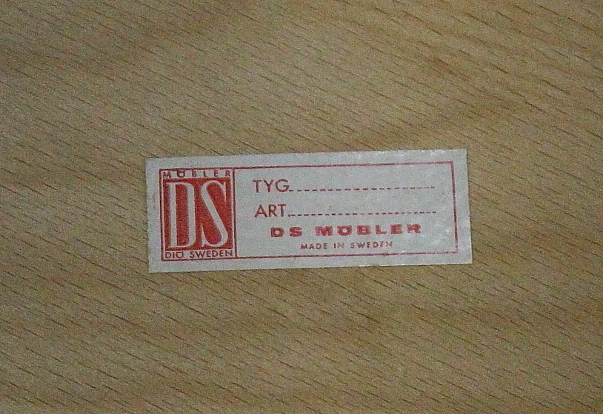 MÖBLER
DS
DIÖ SWEDEN
TYG
ART.
DS MÖBLER
MADE IN SWEDEN